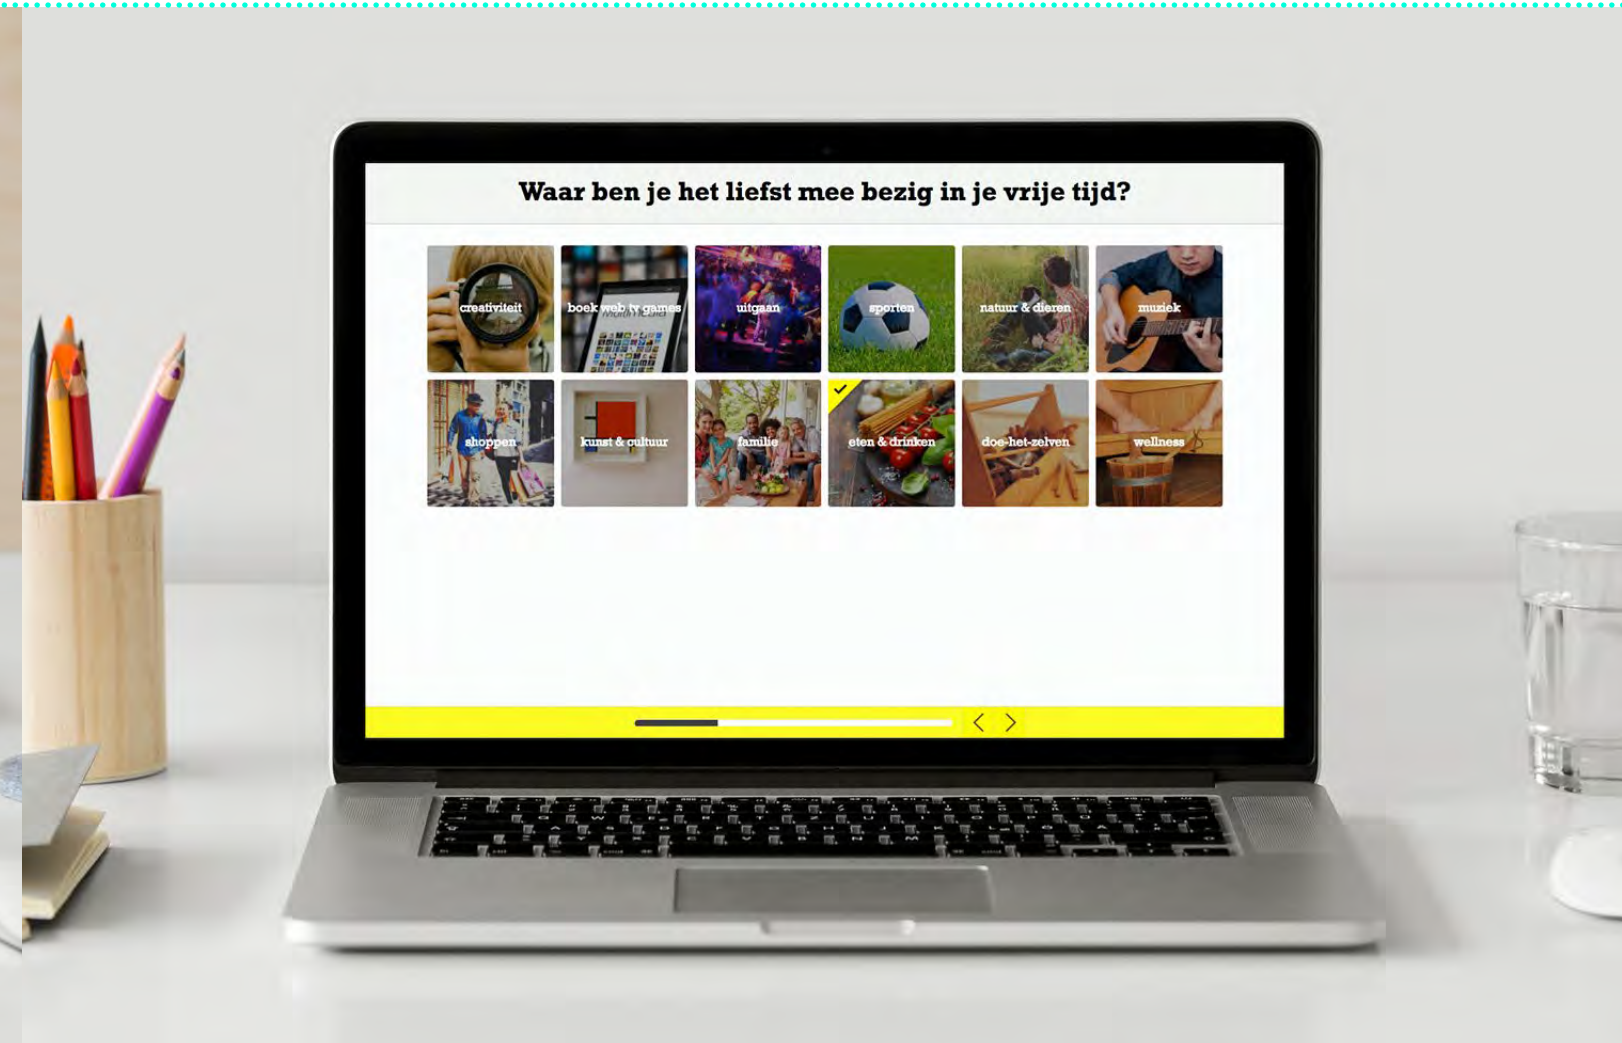 Waar ben je het liefst mee bezig in je vrije tijd?
creativiteit
boek web tv games
uitgaan
sporten
natuur & dieren
muziek
shoppen
kunst & cultuur
familie
eten & drinken
doe-het-zelven
wellness